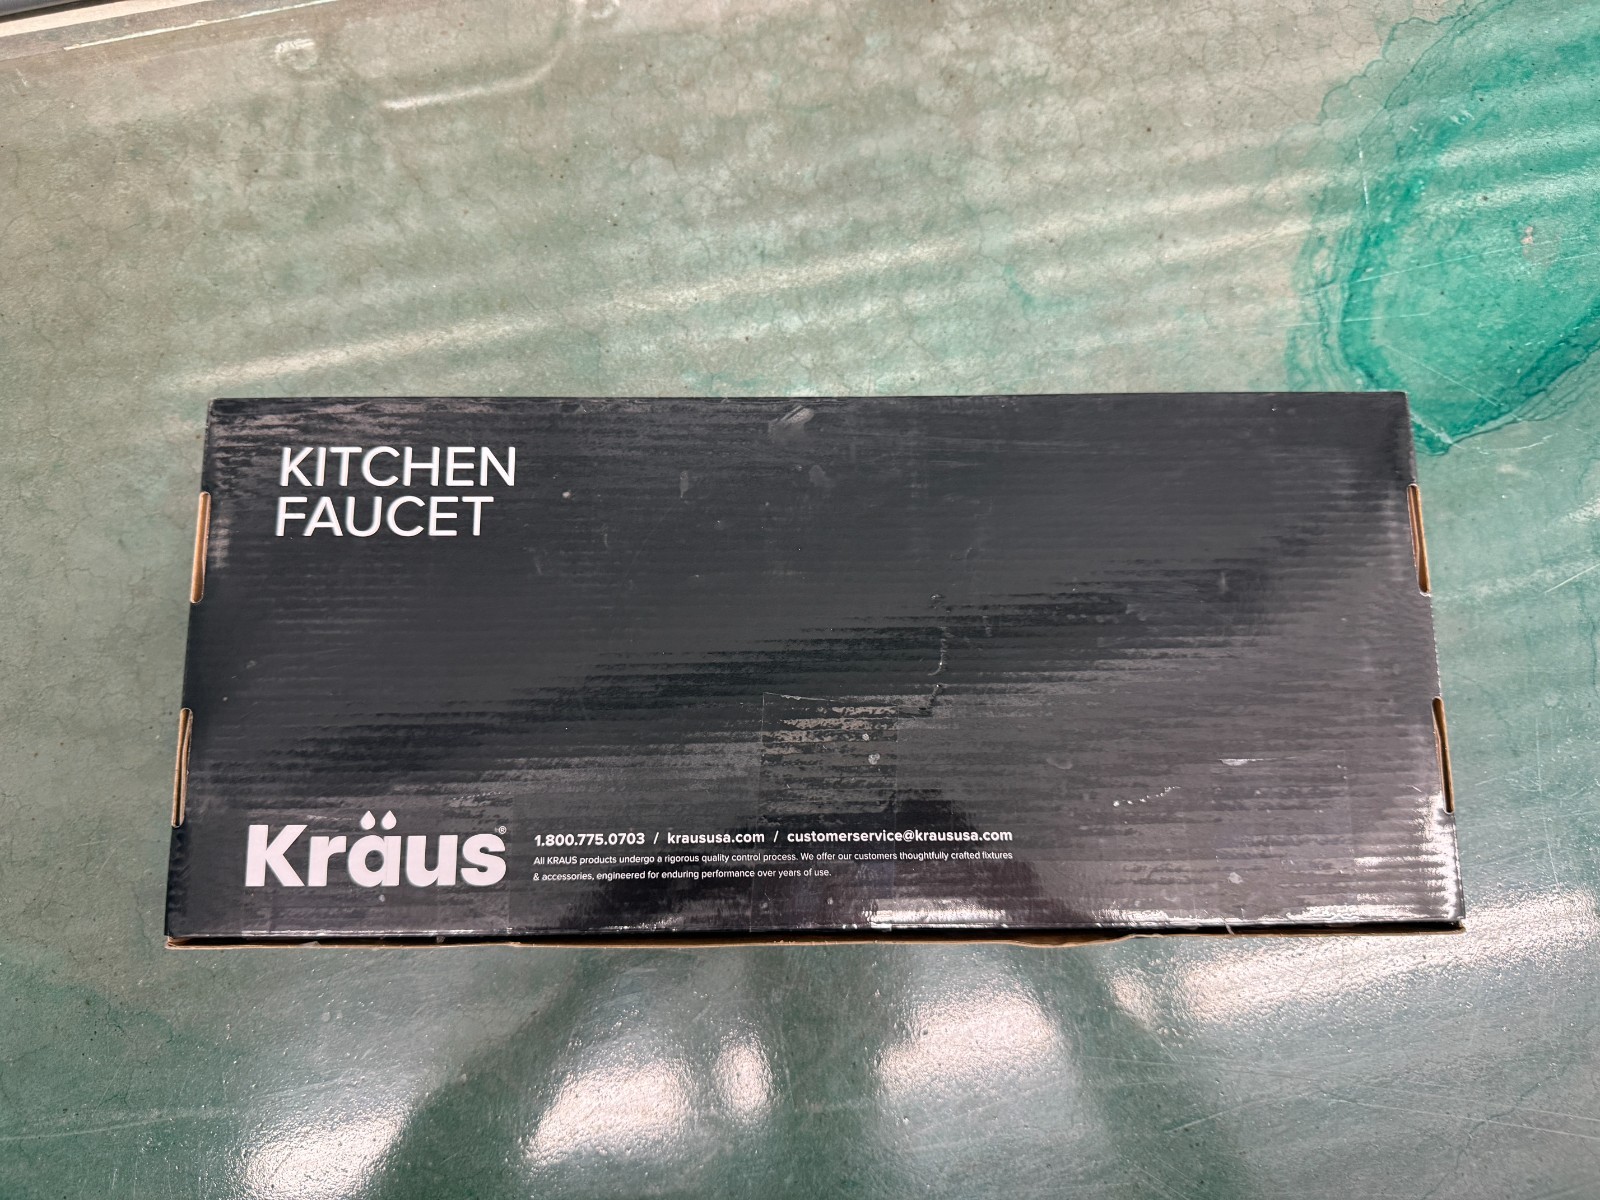 KITCHEN
FAUCET
Kräus®
1.800.775.0703 / kraususa.com / customerservice@kraususa.com
All KRAUS products undergo a rigorous quality control process. We offer our customers thoughtfully crafted fixtures
& accessories, engineered for enduring performance over years of use.